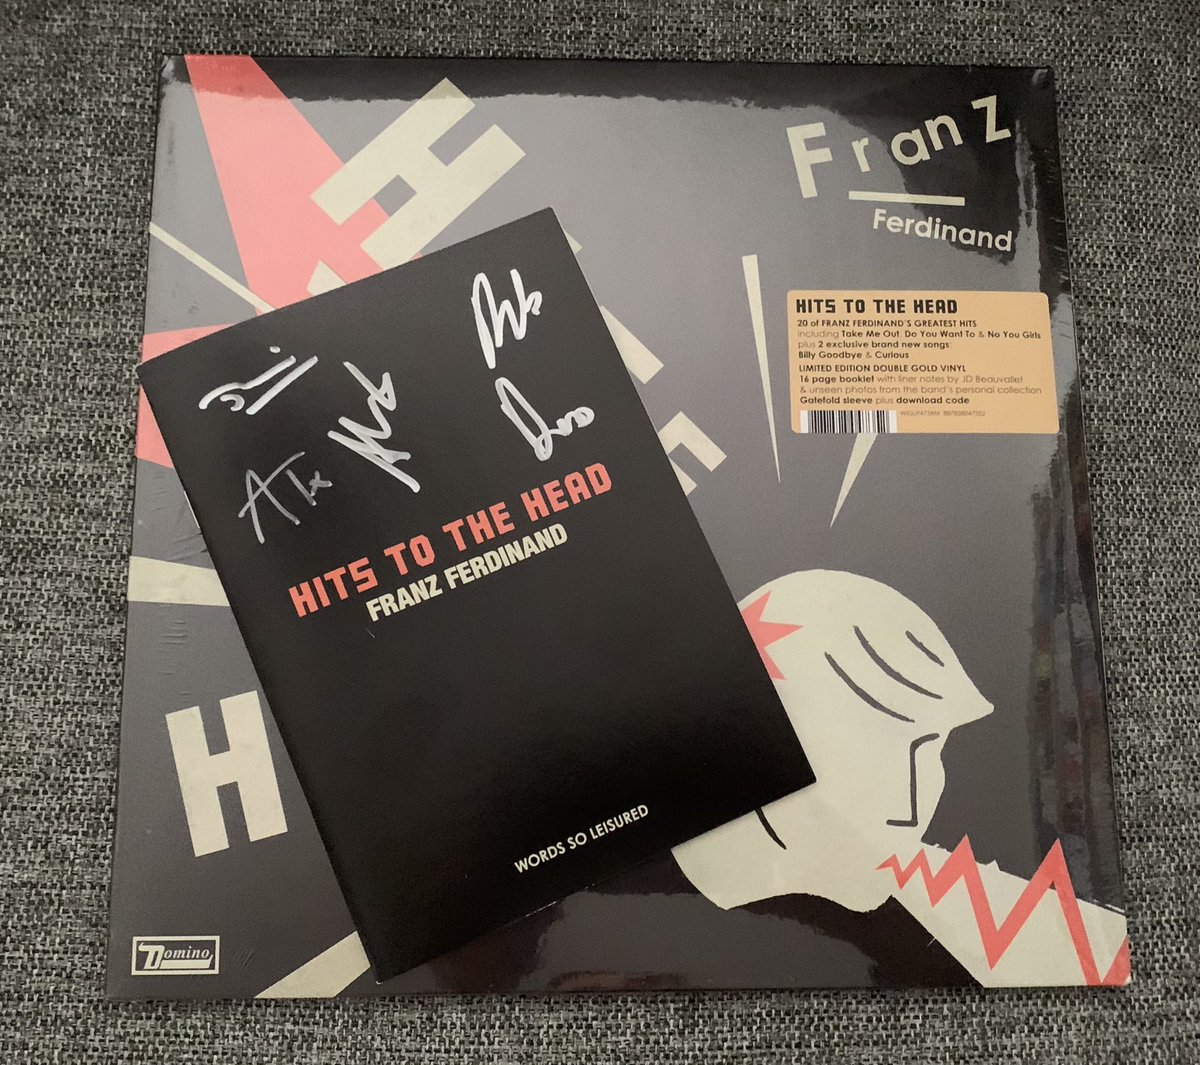 Franz
Ferdinand
HITS TO THE HEAD
20 of FRANZ FERDINAND'S GREATEST HITS
including Take Me Out Do You Want To & No You Girls
plus 2 exclusive brand new songs
Billy Goodbye & Curious
LIMITED EDITION DOUBLE GOLD VINYL
16 page booklet with liner notes by JD Beauvallet
& unseen photos from the band's personal collection
Gatefold sleeve plus download code
WIGLP473XM
HITS TO THE HEAD
FRANZ FERDINAND
WORDS SO LEISURED
H
H
Domino